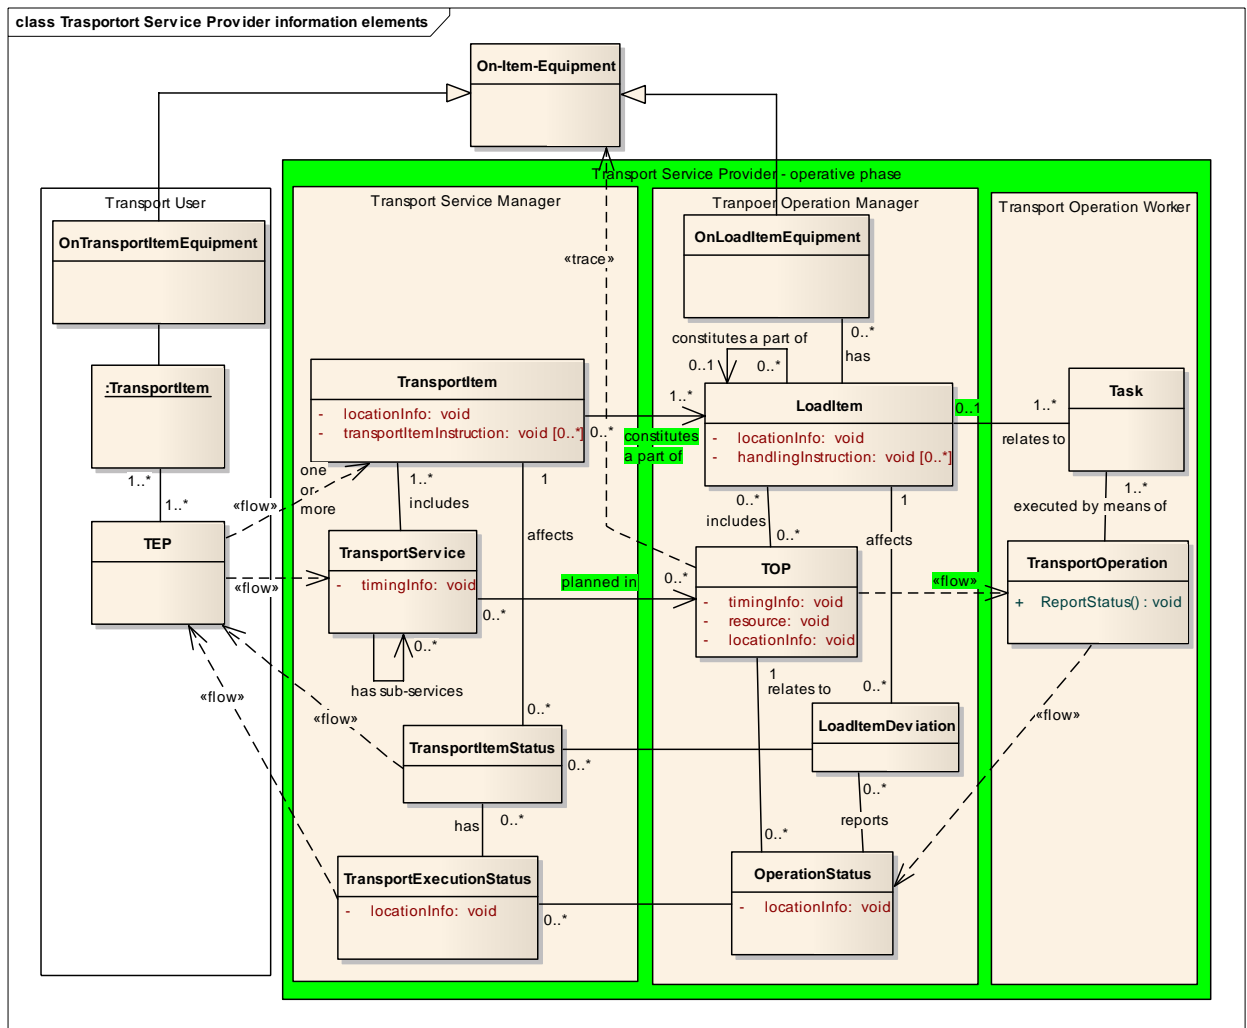 class Trasportort Service Provider information elements
On-Item-Equipment
Transport Service Provider - operative phase
Transport User
Transport Service Manager
Tranpoer Operation Manager
Transport Operation Worker
OnTransportItemEquipment
OnLoadItemEquipment
«trace»
constitutes a part of
0..1
0..*
0..*
has
:TransportItem
TransportItem
- locationInfo: void
- transportItemInstruction: void [0..*]
1..*
0..*
constitutes
a part of
LoadItem
- locationInfo: void
- handlingInstruction: void [0..*]
0..1
1..*
relates to
Task
1..*
1..*
«flow»
one
or
more
1..*
includes
1
affects
0..*
includes
0..*
1
affects
1..*
executed by means of
TEP
«flow»
TransportService
- timingInfo: void
planned in
0..*
0..*
TOP
- timingInfo: void
- resource: void
- locationInfo: void
«flow»
TransportOperation
+ ReportStatus() : void
0..*
has sub-services
«flow»
«flow»
1
relates to
0..*
«flow»
0..*
TransportItemStatus
0..*
LoadItemDeviation
has
0..*
0..*
reports
0..*
TransportExecutionStatus
- locationInfo: void
0..*
OperationStatus
- locationInfo: void